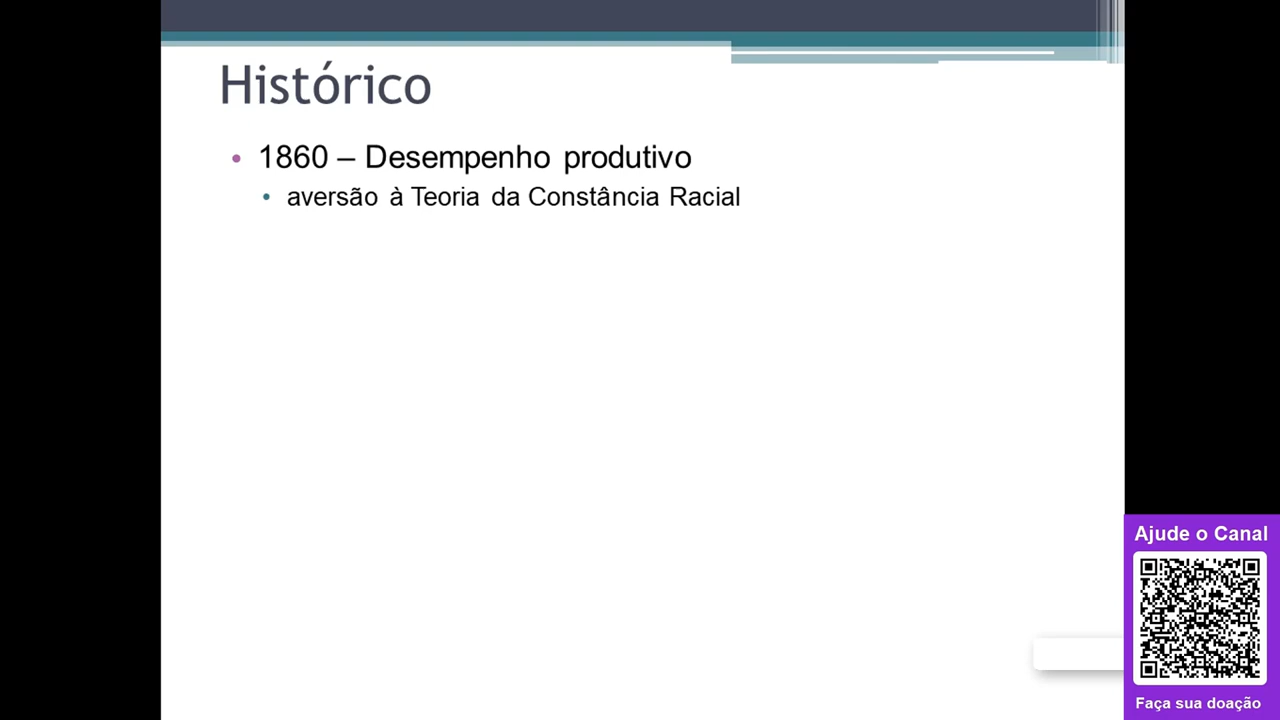 Histórico
1860 – Desempenho produtivo
aversão à Teoria da Constância Racial
Ajude o Canal
Faça sua doação